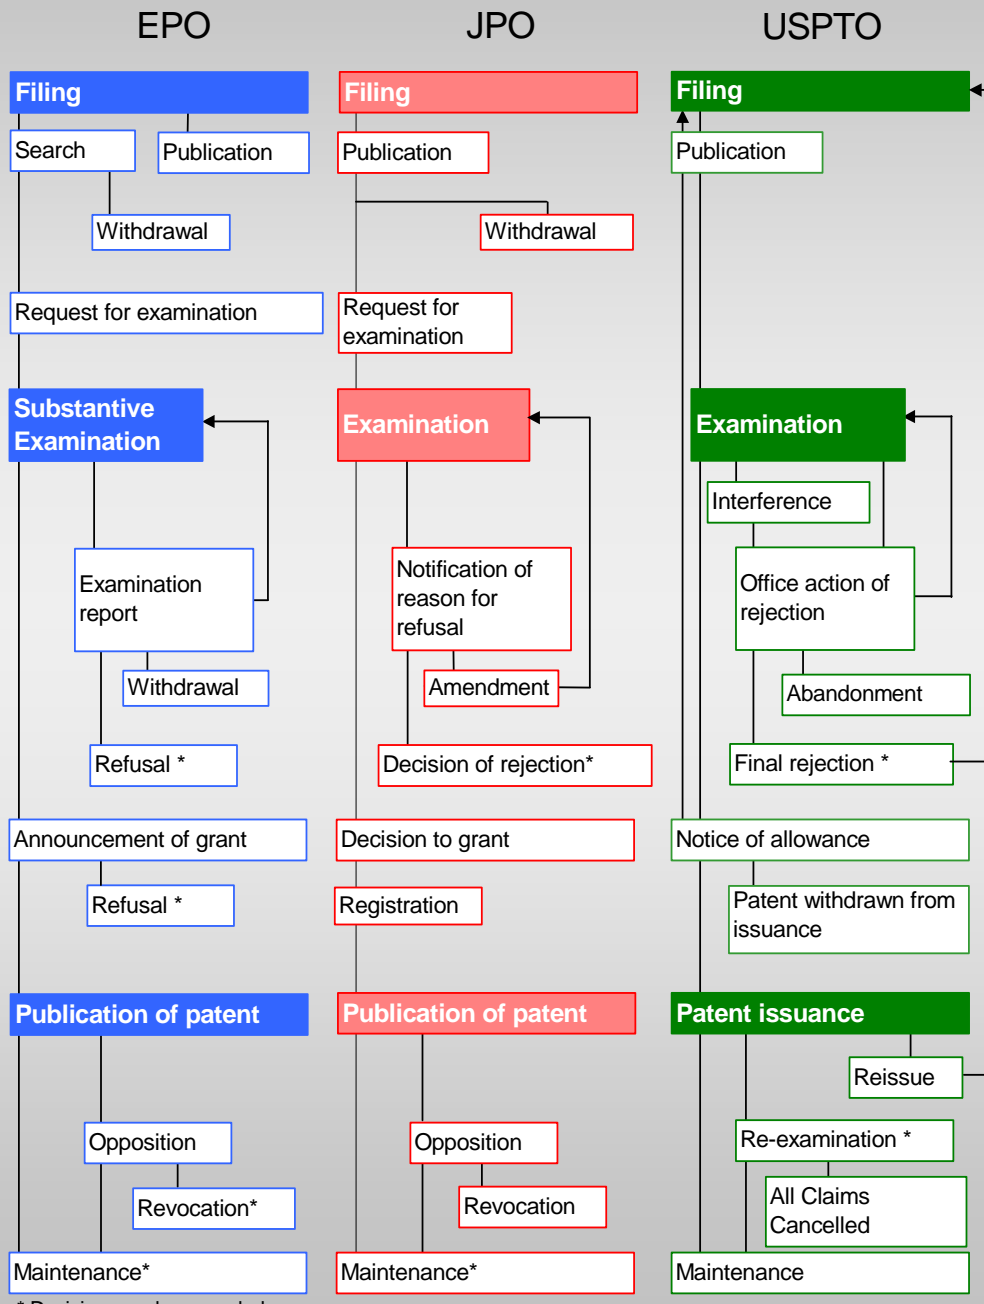 EPO
JPO
USPTO
Filing
Search
Publication
Withdrawal
Request for examination
Substantive
Examination
Examination
report
Withdrawal
Refusal *
Announcement of grant
Refusal *
Publication of patent
Opposition
Revocation*
Maintenance*
Filing
Publication
Withdrawal
Request for
examination
Examination
Notification of
reason for
refusal
Amendment
Decision of rejection*
Decision to grant
Registration
Publication of patent
Opposition
Revocation
Maintenance*
Filing
Publication
Examination
Interference
Office action of
rejection
Abandonment
Final rejection *
Notice of allowance
Patent withdrawn from
issuance
Patent issuance
Reissue
Re-examination *
All Claims
Cancelled
Maintenance